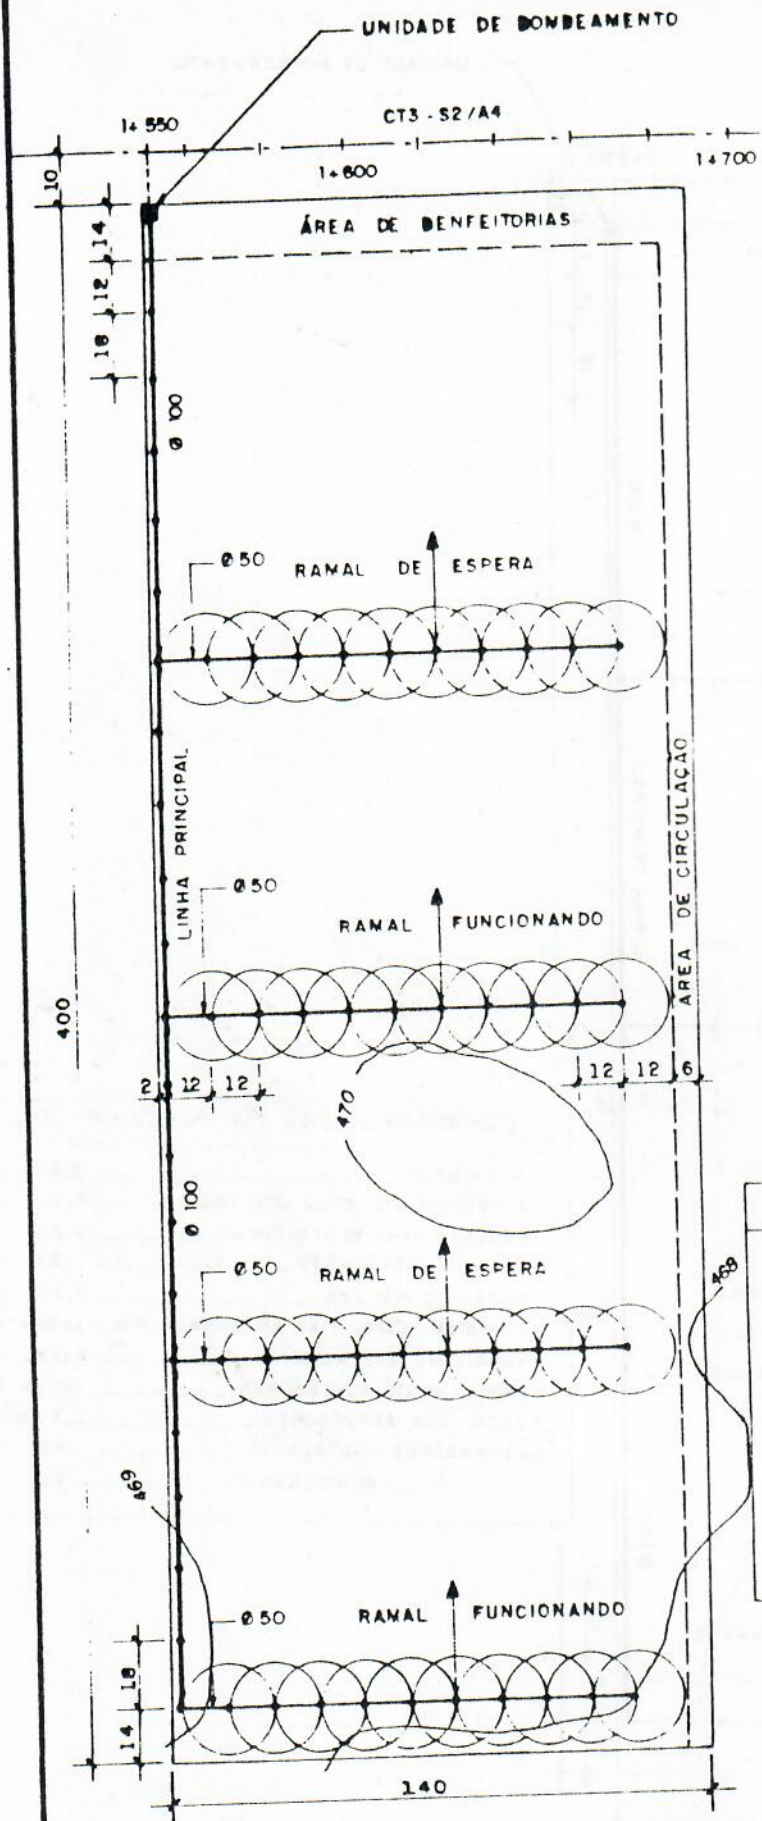 UNIDADE DE BOMBEAMENTO
1+550
CT3 - S2/A4
1+600
1+700
10
ÁREA DE BENFEITORIAS
14
12
18
Ø 100
Ø 50
RAMAL DE ESPERA
LINHA PRINCIPAL
ÁREA DE CIRCULAÇÃO
Ø 50
RAMAL FUNCIONANDO
400
2 12 12
12 12 6
470
Ø 100
Ø 50
RAMAL DE ESPERA
468
469
Ø 50
RAMAL FUNCIONANDO
18
14
140